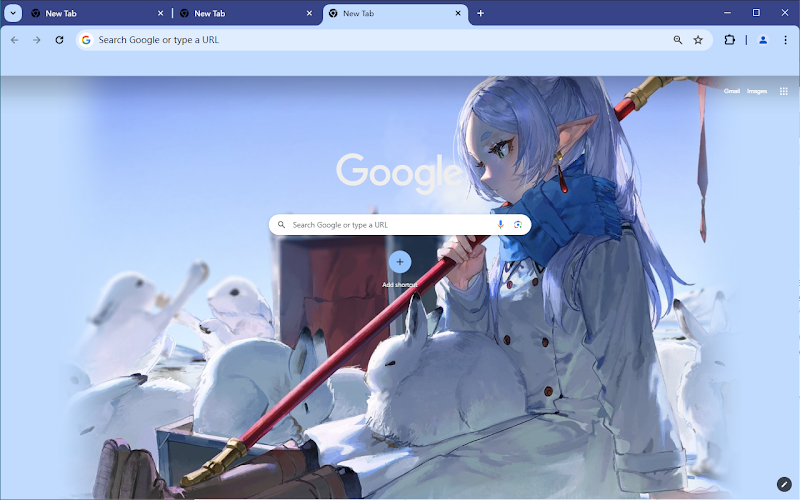 New Tab
New Tab
New Tab
Search Google or type a URL
Gmail Images
Google
Search Google or type a URL
Add shortcut